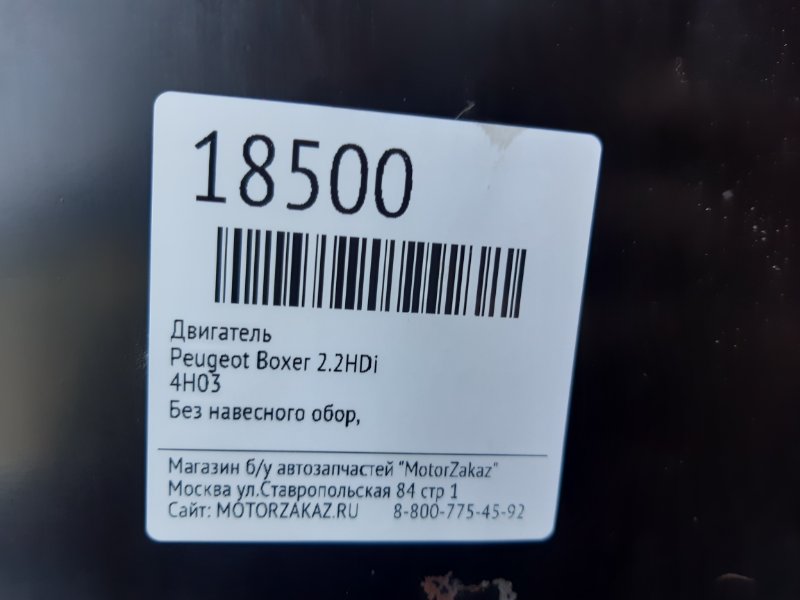 18500
Двигатель
Peugeot Boxer 2.2HDi
4H03
Без навесного обор,
Магазин б/у автозапчастей "MotorZakaz"
Москва ул.Ставропольская 84 стр 1
Сайт: MOTORZAKAZ.RU 8-800-775-45-92